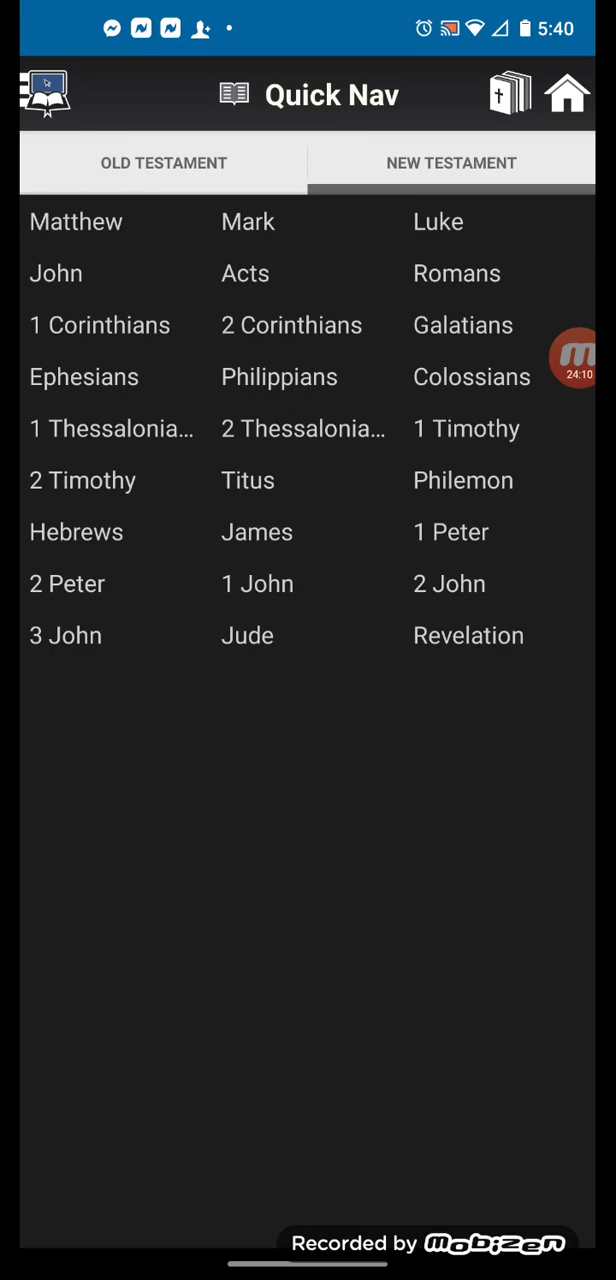 5:40
Quick Nav
OLD TESTAMENT NEW TESTAMENT
Matthew Mark Luke
John Acts Romans
1 Corinthians 2 Corinthians Galatians
Ephesians Philippians Colossians
1 Thessalonia... 2 Thessalonia... 1 Timothy
2 Timothy Titus Philemon
Hebrews James 1 Peter
2 Peter 1 John 2 John
3 John Jude Revelation
24:10
Recorded by mobizen